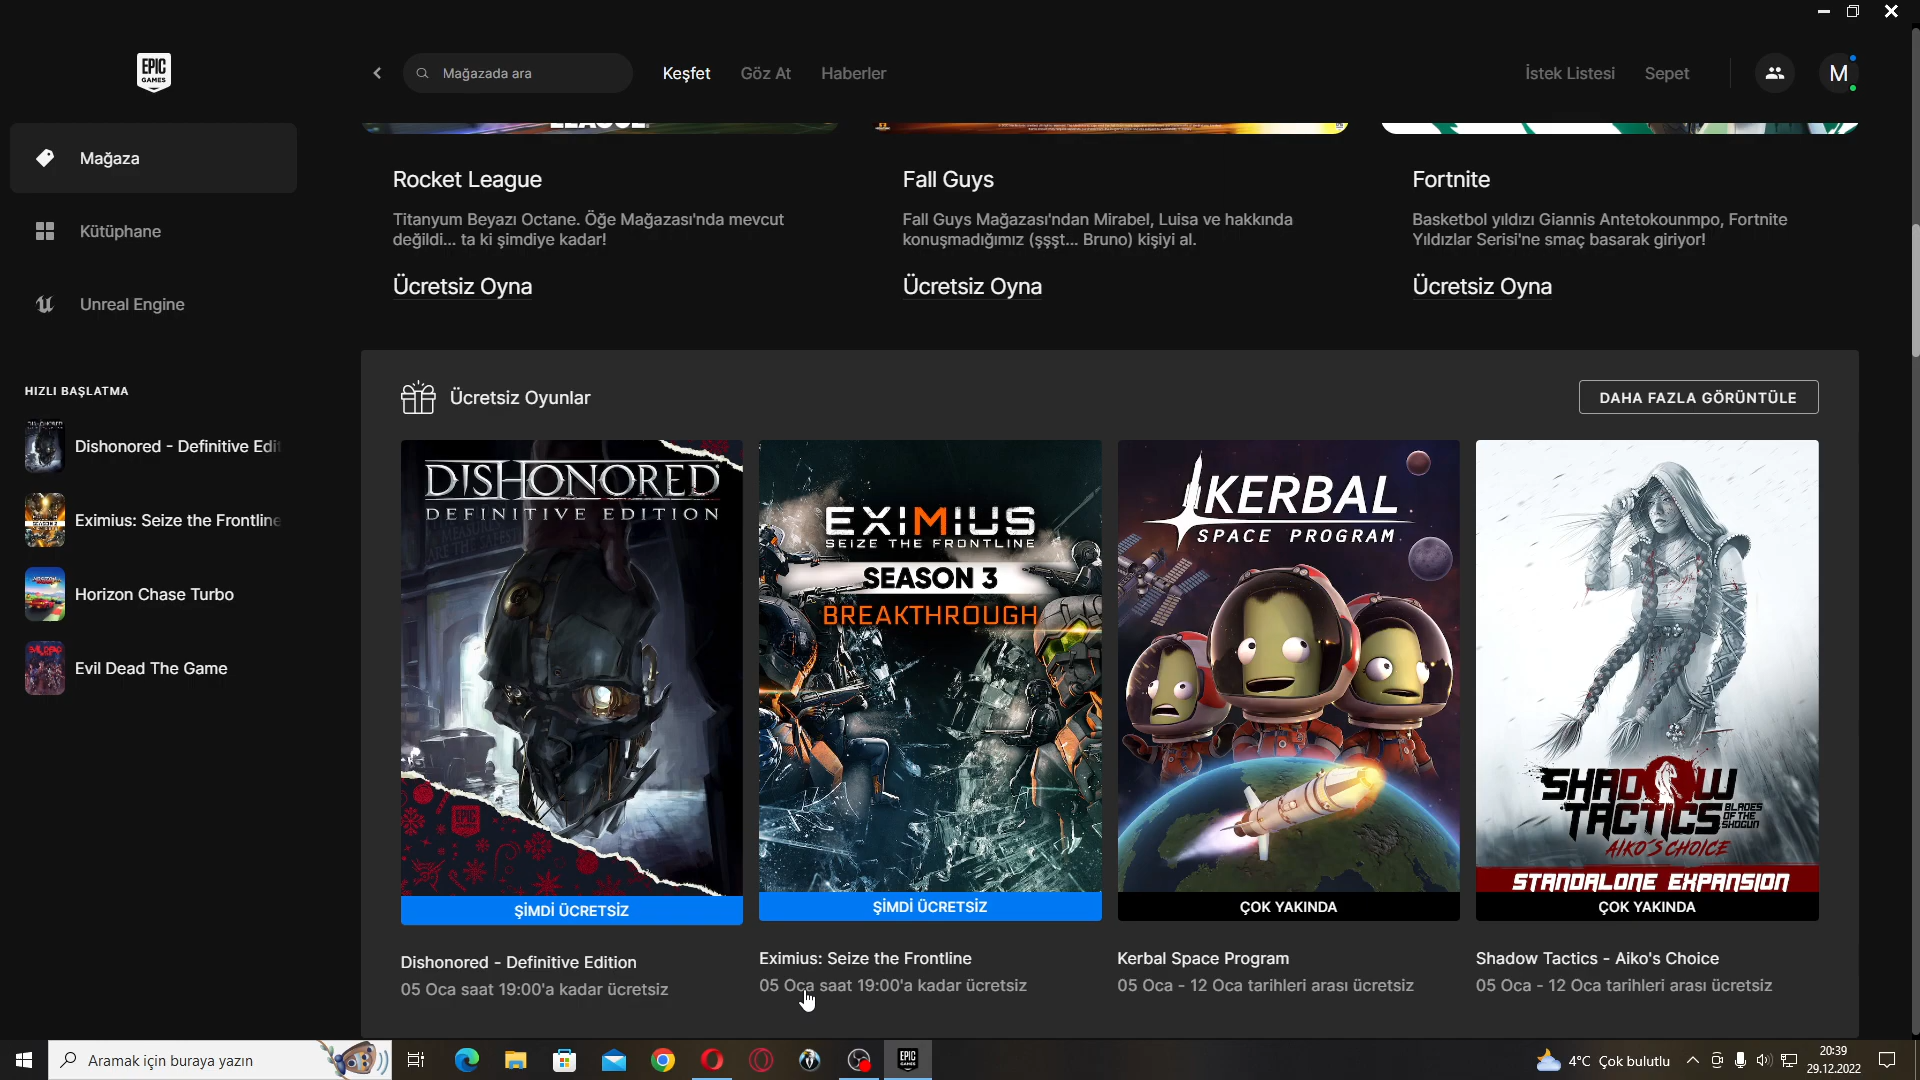 EPIC
GAMES
Mağazada ara
Keşfet
Göz At
Haberler
İstek Listesi
Sepet
M
Mağaza
Kütüphane
Unreal Engine
HIZLI BAŞLATMA
Dishonored - Definitive Edit
Eximius: Seize the Frontline
Horizon Chase Turbo
Evil Dead The Game
Rocket League
Titanyum Beyazı Octane. Öğe Mağazası'nda mevcut
değildi... ta ki şimdiye kadar!
Ücretsiz Oyna
Fall Guys
Fall Guys Mağazası'ndan Mirabel, Luisa ve hakkında
konuşmadığımız (şşşt... Bruno) kişiyi al.
Ücretsiz Oyna
Fortnite
Basketbol yıldızı Giannis Antetokounmpo, Fortnite
Yıldızlar Serisi'ne smaç basarak giriyor!
Ücretsiz Oyna
Ücretsiz Oyunlar
DAHA FAZLA GÖRÜNTÜLE
DISHONORED
DEFINITIVE EDITION
ŞİMDİ ÜCRETSİZ
Dishonored - Definitive Edition
05 Oca saat 19:00'a kadar ücretsiz
EXIMIUS
SEIZE THE FRONTLINE
SEASON 3
BREAKTHROUGH
ŞİMDİ ÜCRETSİZ
Eximius: Seize the Frontline
05 Oca saat 19:00'a kadar ücretsiz
KERBAL
SPACE PROGRAM
ÇOK YAKINDA
Kerbal Space Program
05 Oca - 12 Oca tarihleri arası ücretsiz
SHADOW
TACTICS
BLADES
OF THE
SHOGUN
AIKO'S CHOICE
STANDALONE EXPANSION
ÇOK YAKINDA
Shadow Tactics - Aiko's Choice
05 Oca - 12 Oca tarihleri arası ücretsiz
Aramak için buraya yazın
4°C Çok bulutlu
20:39
29.12.2022